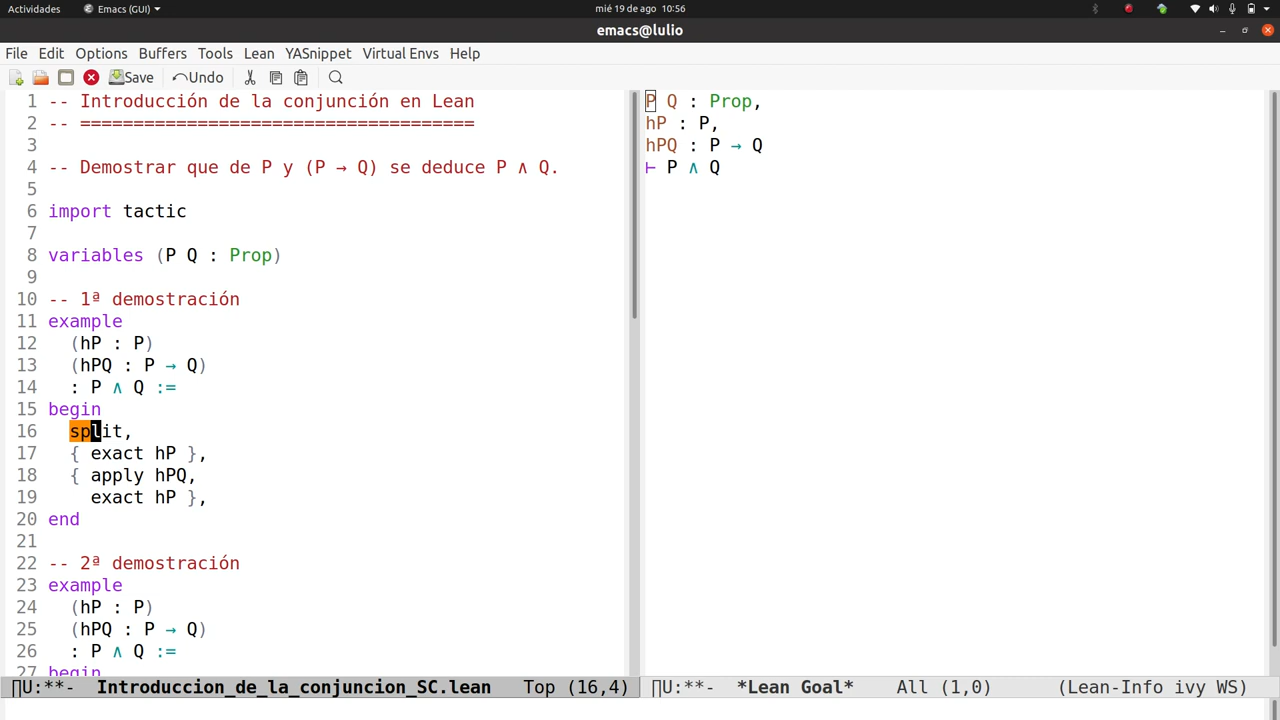 Actividades Emacs (GUI) mié 19 de ago 10:56
emacs@lulio
File Edit Options Buffers Tools Lean YASnippet Virtual Envs Help
Save Undo
1 -- Introducción de la conjunción en Lean
2 -- =====================================
3
4 -- Demostrar que de P y (P → Q) se deduce P ∧ Q.
5
6 import tactic
7
8 variables (P Q : Prop)
9
10 -- 1ª demostración
11 example
12 (hP : P)
13 (hPQ : P → Q)
14 : P ∧ Q :=
15 begin
16 split,
17 { exact hP },
18 { apply hPQ,
19 exact hP },
20 end
21
22 -- 2ª demostración
23 example
24 (hP : P)
25 (hPQ : P → Q)
26 : P ∧ Q :=
27 begin
∏U:**- Introduccion_de_la_conjuncion_SC.lean Top (16,4)
P Q : Prop,
hP : P,
hPQ : P → Q
⊢ P ∧ Q
∏U:**- *Lean Goal* All (1,0) (Lean-Info ivy WS)